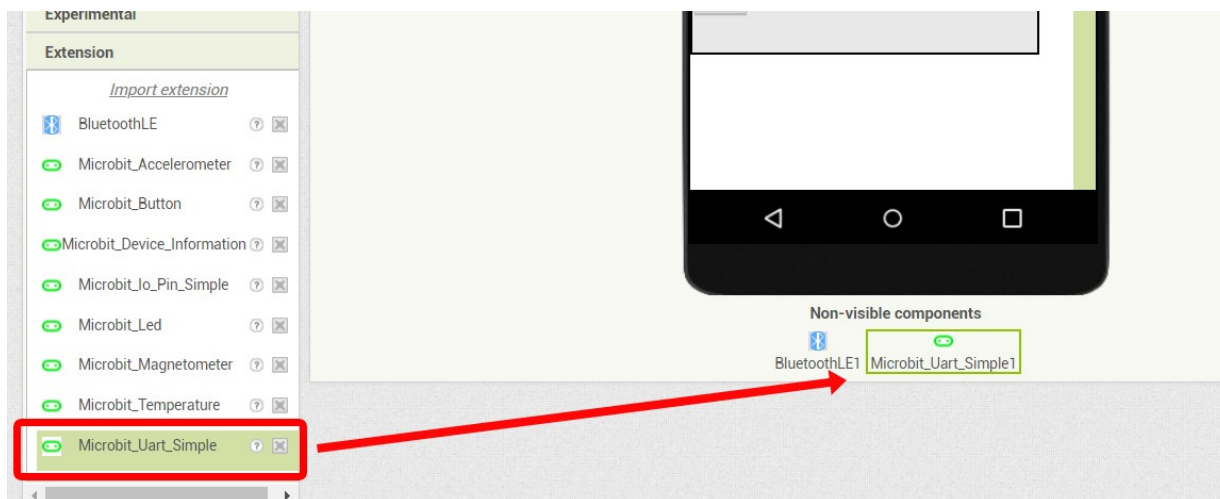 Experimental
Extension
Import extension
BluetoothLE
Microbit_Accelerometer
Microbit_Button
Microbit_Device_Information
Microbit_Io_Pin_Simple
Microbit_Led
Microbit_Magnetometer
Microbit_Temperature
Microbit_Uart_Simple
Non-visible components
BluetoothLE1 Microbit_Uart_Simple1